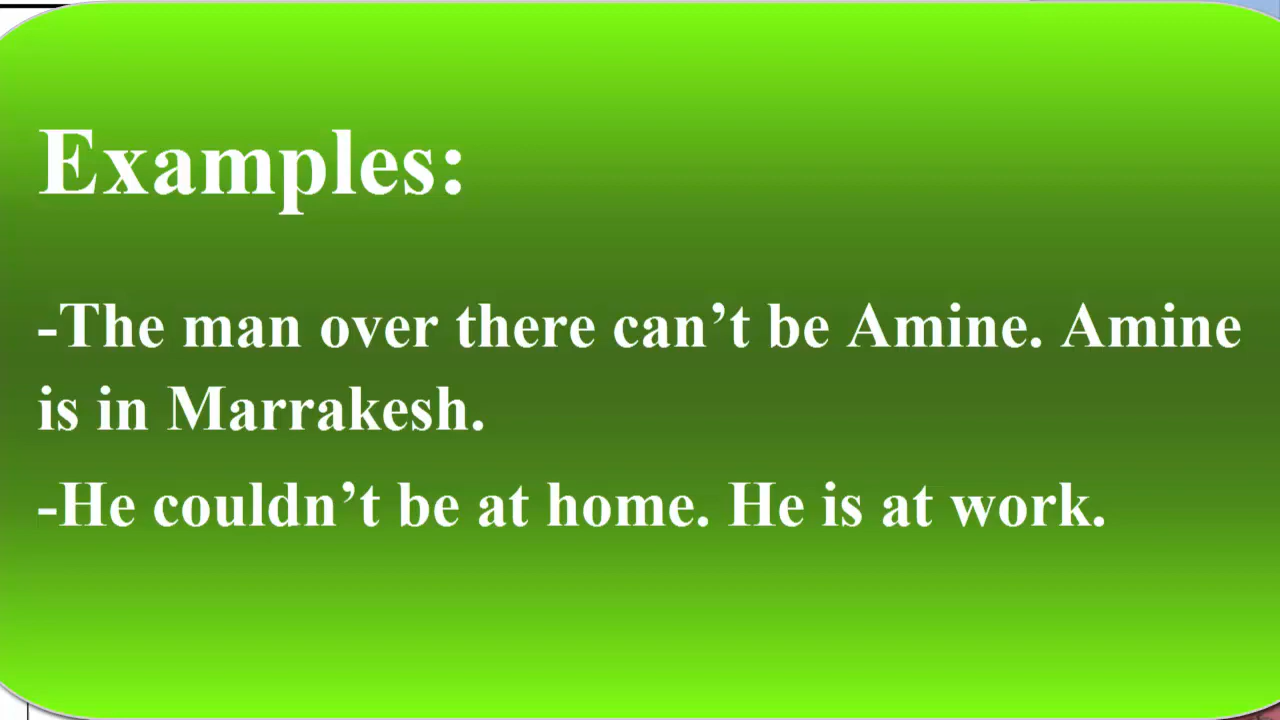 Examples:
-The man over there can’t be Amine. Amine
is in Marrakesh.
-He couldn’t be at home. He is at work.